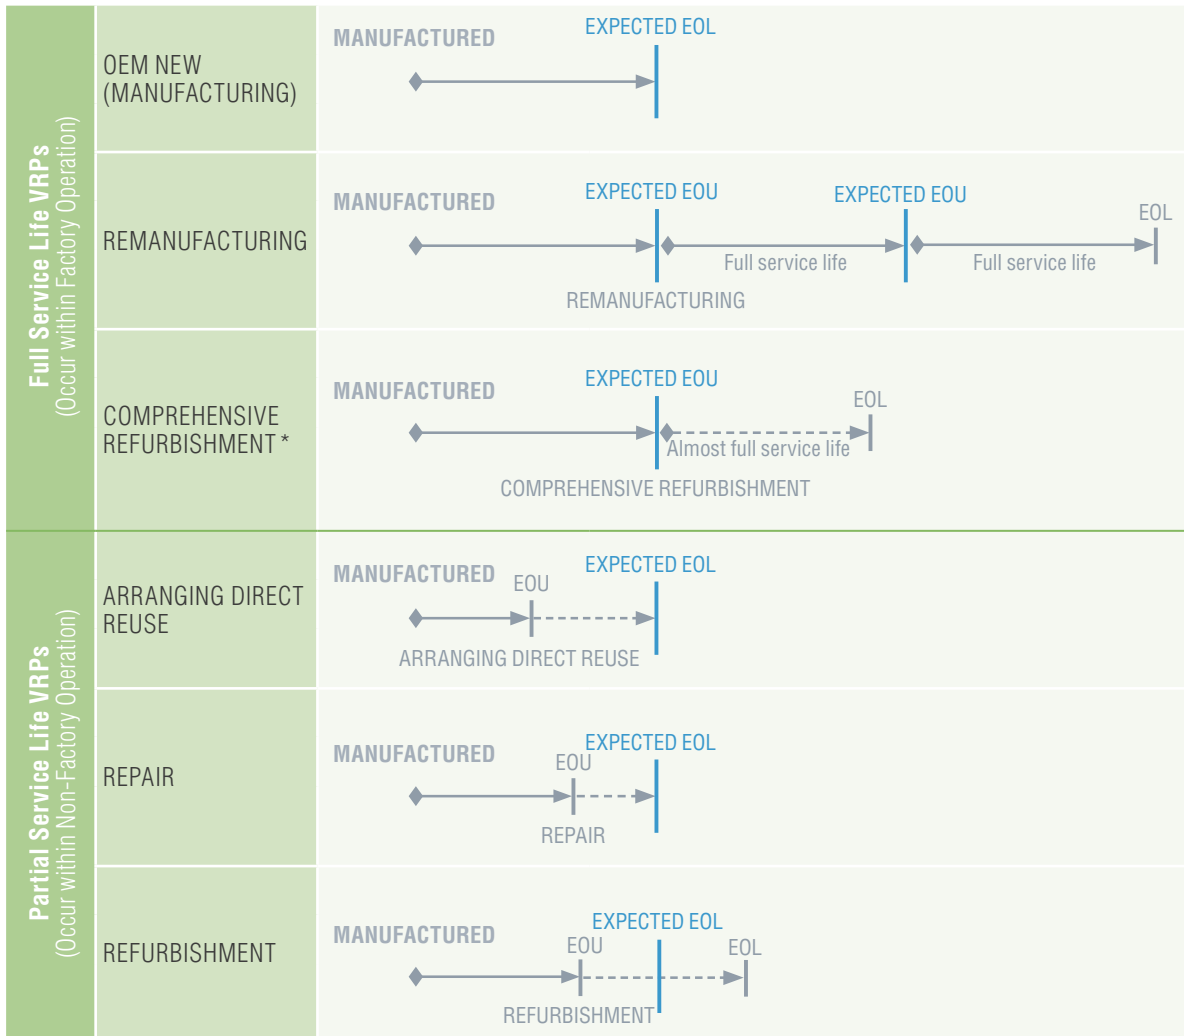 Full Service Life VRPs
(Occur within Factory Operation)
OEM NEW
(MANUFACTURING)
MANUFACTURED
EXPECTED EOL
REMANUFACTURING
MANUFACTURED
EXPECTED EOU
EXPECTED EOU
EOL
Full service life
Full service life
REMANUFACTURING
COMPREHENSIVE
REFURBISHMENT *
MANUFACTURED
EXPECTED EOU
EOL
Almost full service life
COMPREHENSIVE REFURBISHMENT
Partial Service Life VRPs
(Occur within Non-Factory Operation)
ARRANGING DIRECT
REUSE
MANUFACTURED
EOU
EXPECTED EOL
ARRANGING DIRECT REUSE
REPAIR
MANUFACTURED
EOU
EXPECTED EOL
REPAIR
REFURBISHMENT
MANUFACTURED
EOU
EXPECTED EOL
EOL
REFURBISHMENT